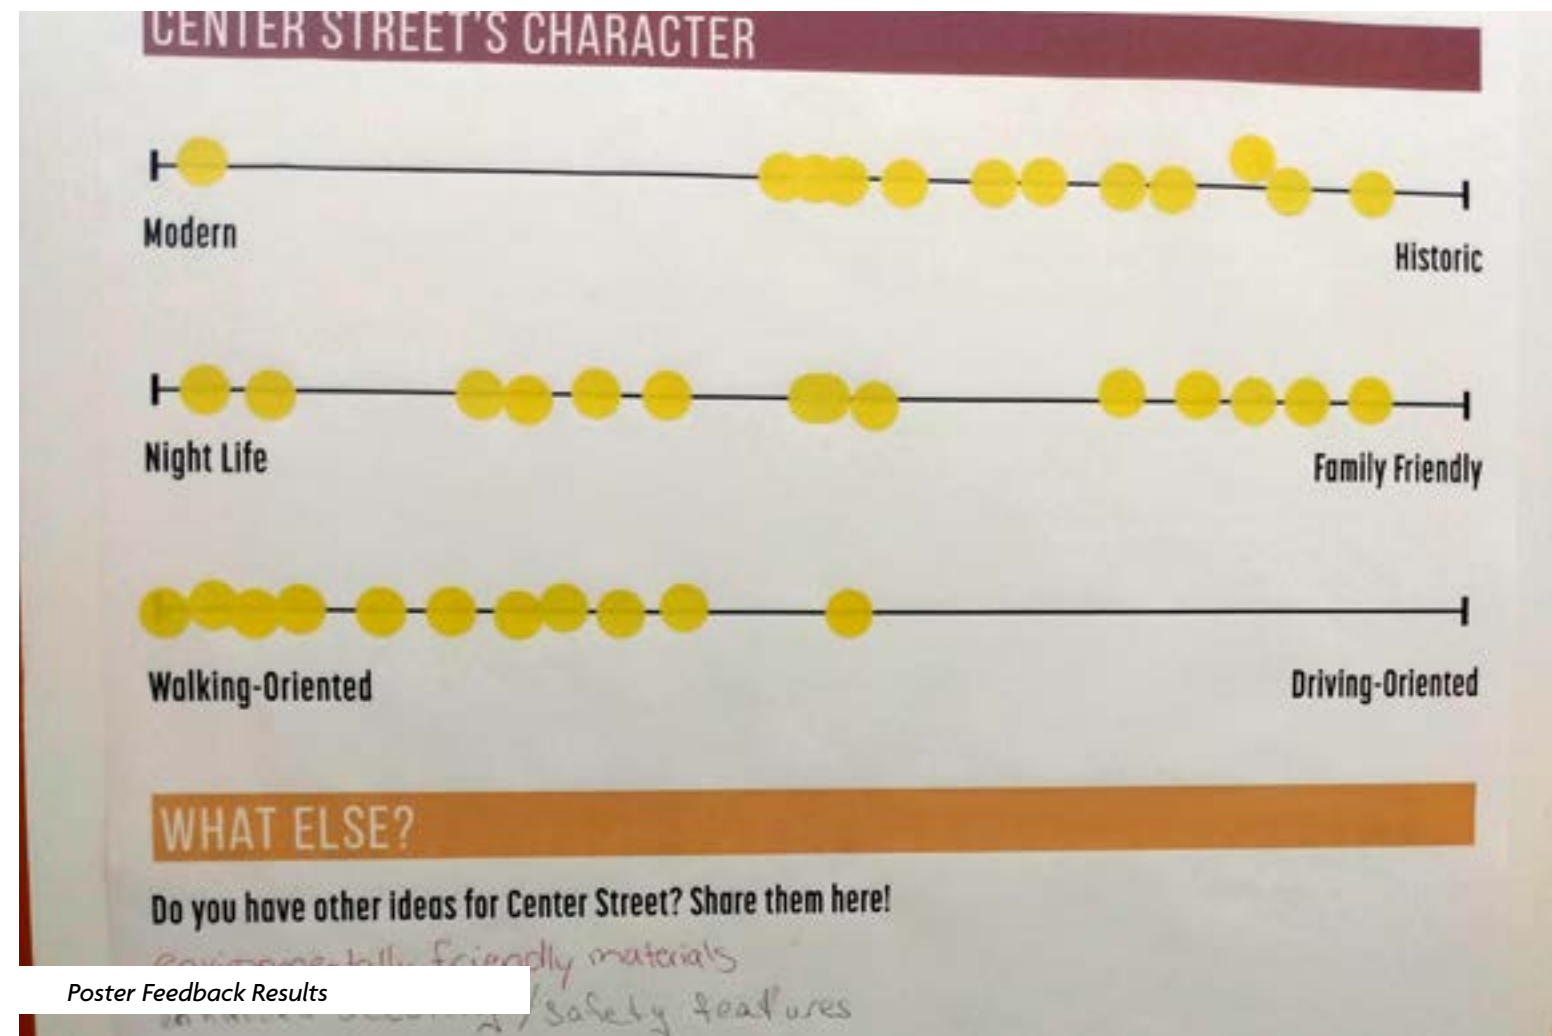 CENTER STREET'S CHARACTER
Modern
Historic
Night Life
Family Friendly
Walking-Oriented
Driving-Oriented
WHAT ELSE?
Do you have other ideas for Center Street? Share them here!
environmentally friendly materials
/safety features
Poster Feedback Results